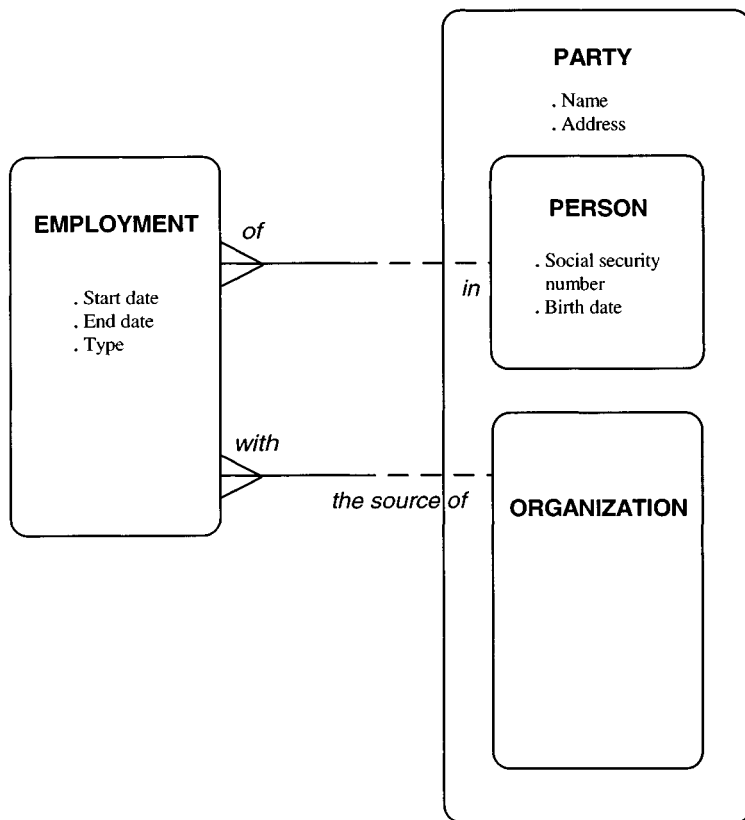 PARTY
. Name
. Address
EMPLOYMENT
. Start date
. End date
. Type
of
in
PERSON
. Social security
number
. Birth date
with
the source of
ORGANIZATION